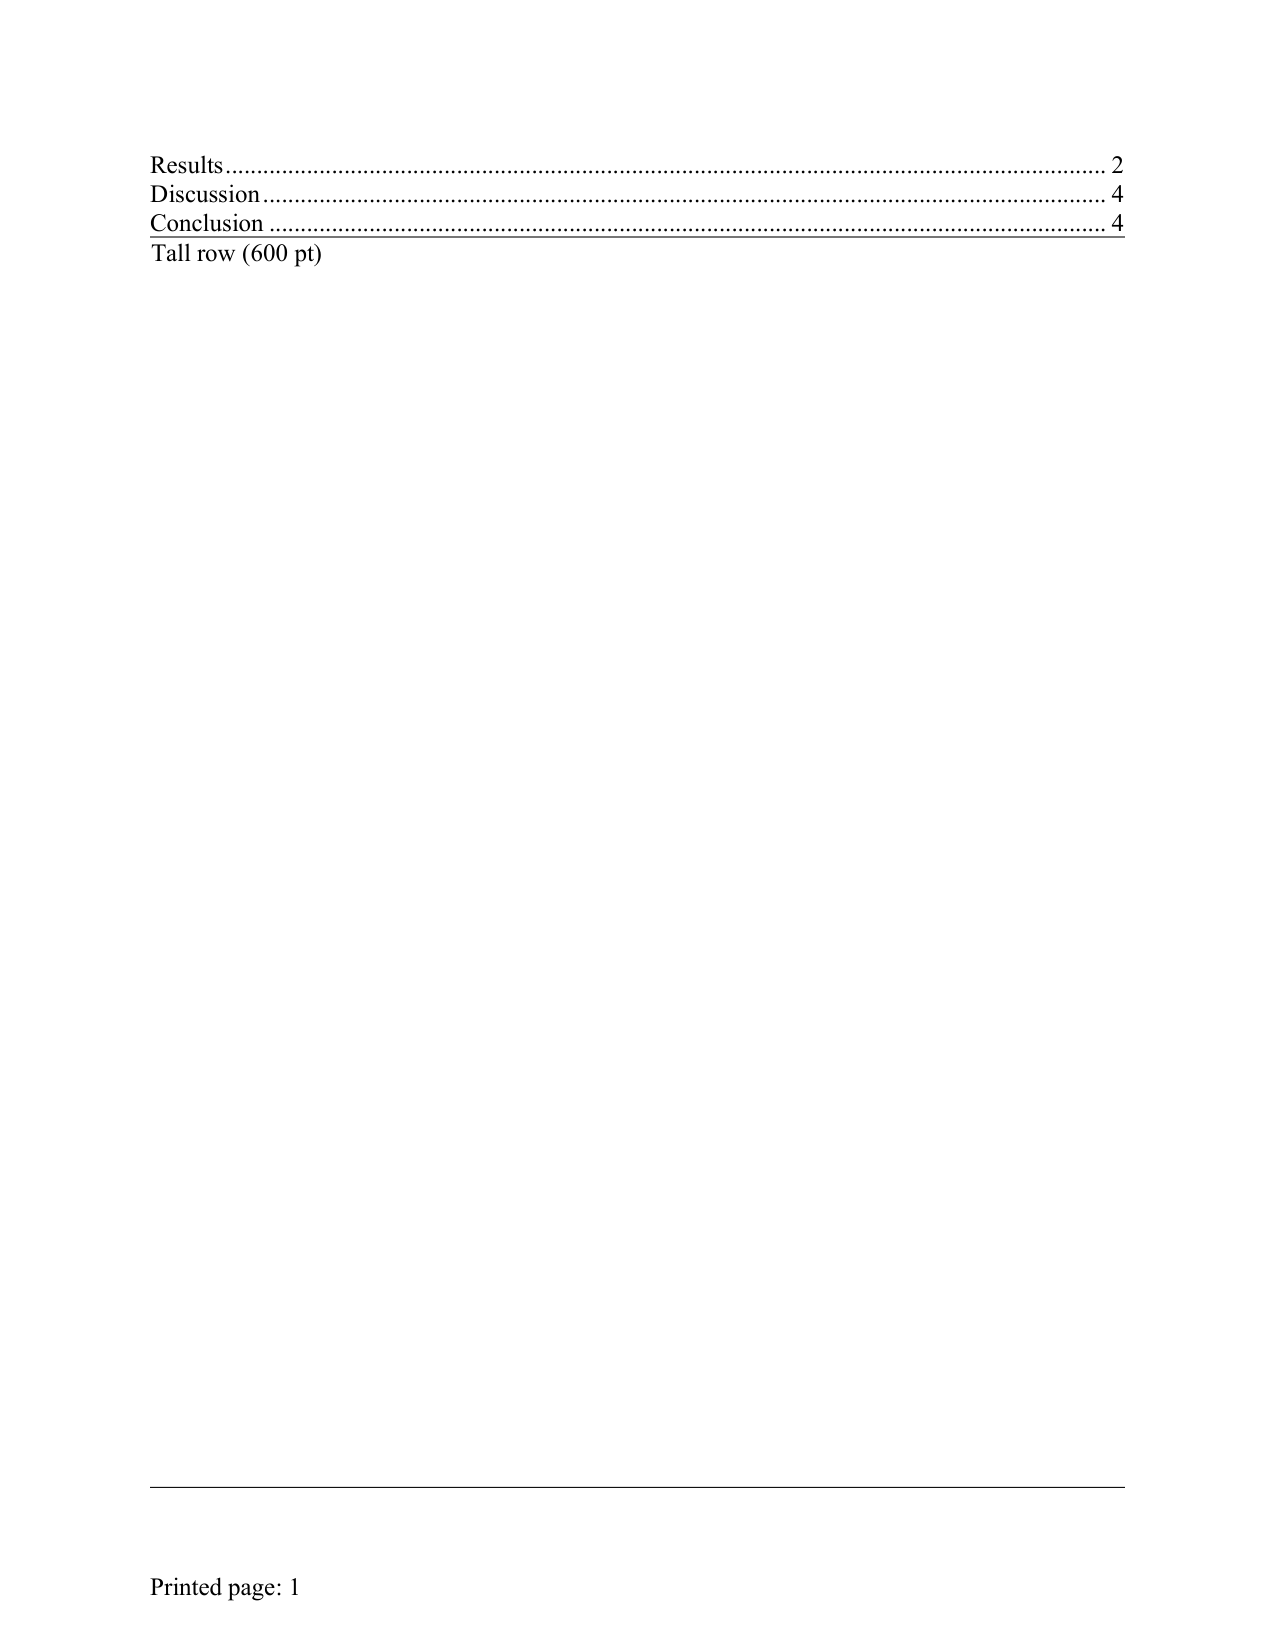 Results.......................................................................................................................................... 2
Discussion.................................................................................................................................... 4
Conclusion ................................................................................................................................... 4
Tall row (600 pt)
Printed page: 1